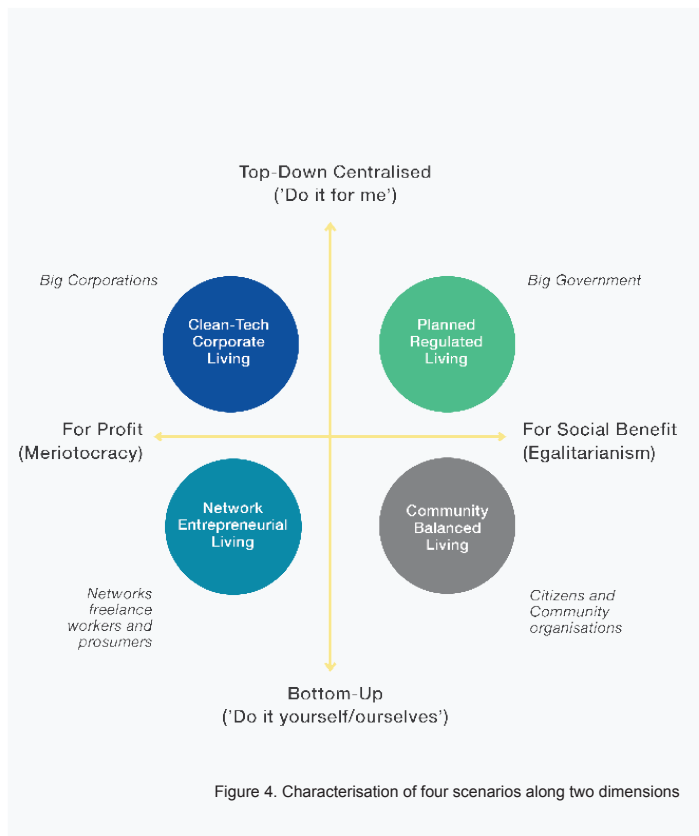 Top-Down Centralised
('Do it for me')
Big Corporations
Big Government
Clean-Tech
Corporate
Living
Planned
Regulated
Living
For Profit
(Meriotocracy)
For Social Benefit
(Egalitarianism)
Network
Entrepreneurial
Living
Community
Balanced
Living
Networks
freelance
workers and
prosumers
Citizens and
Community
organisations
Bottom-Up
('Do it yourself/ourselves')
Figure 4. Characterisation of four scenarios along two dimensions